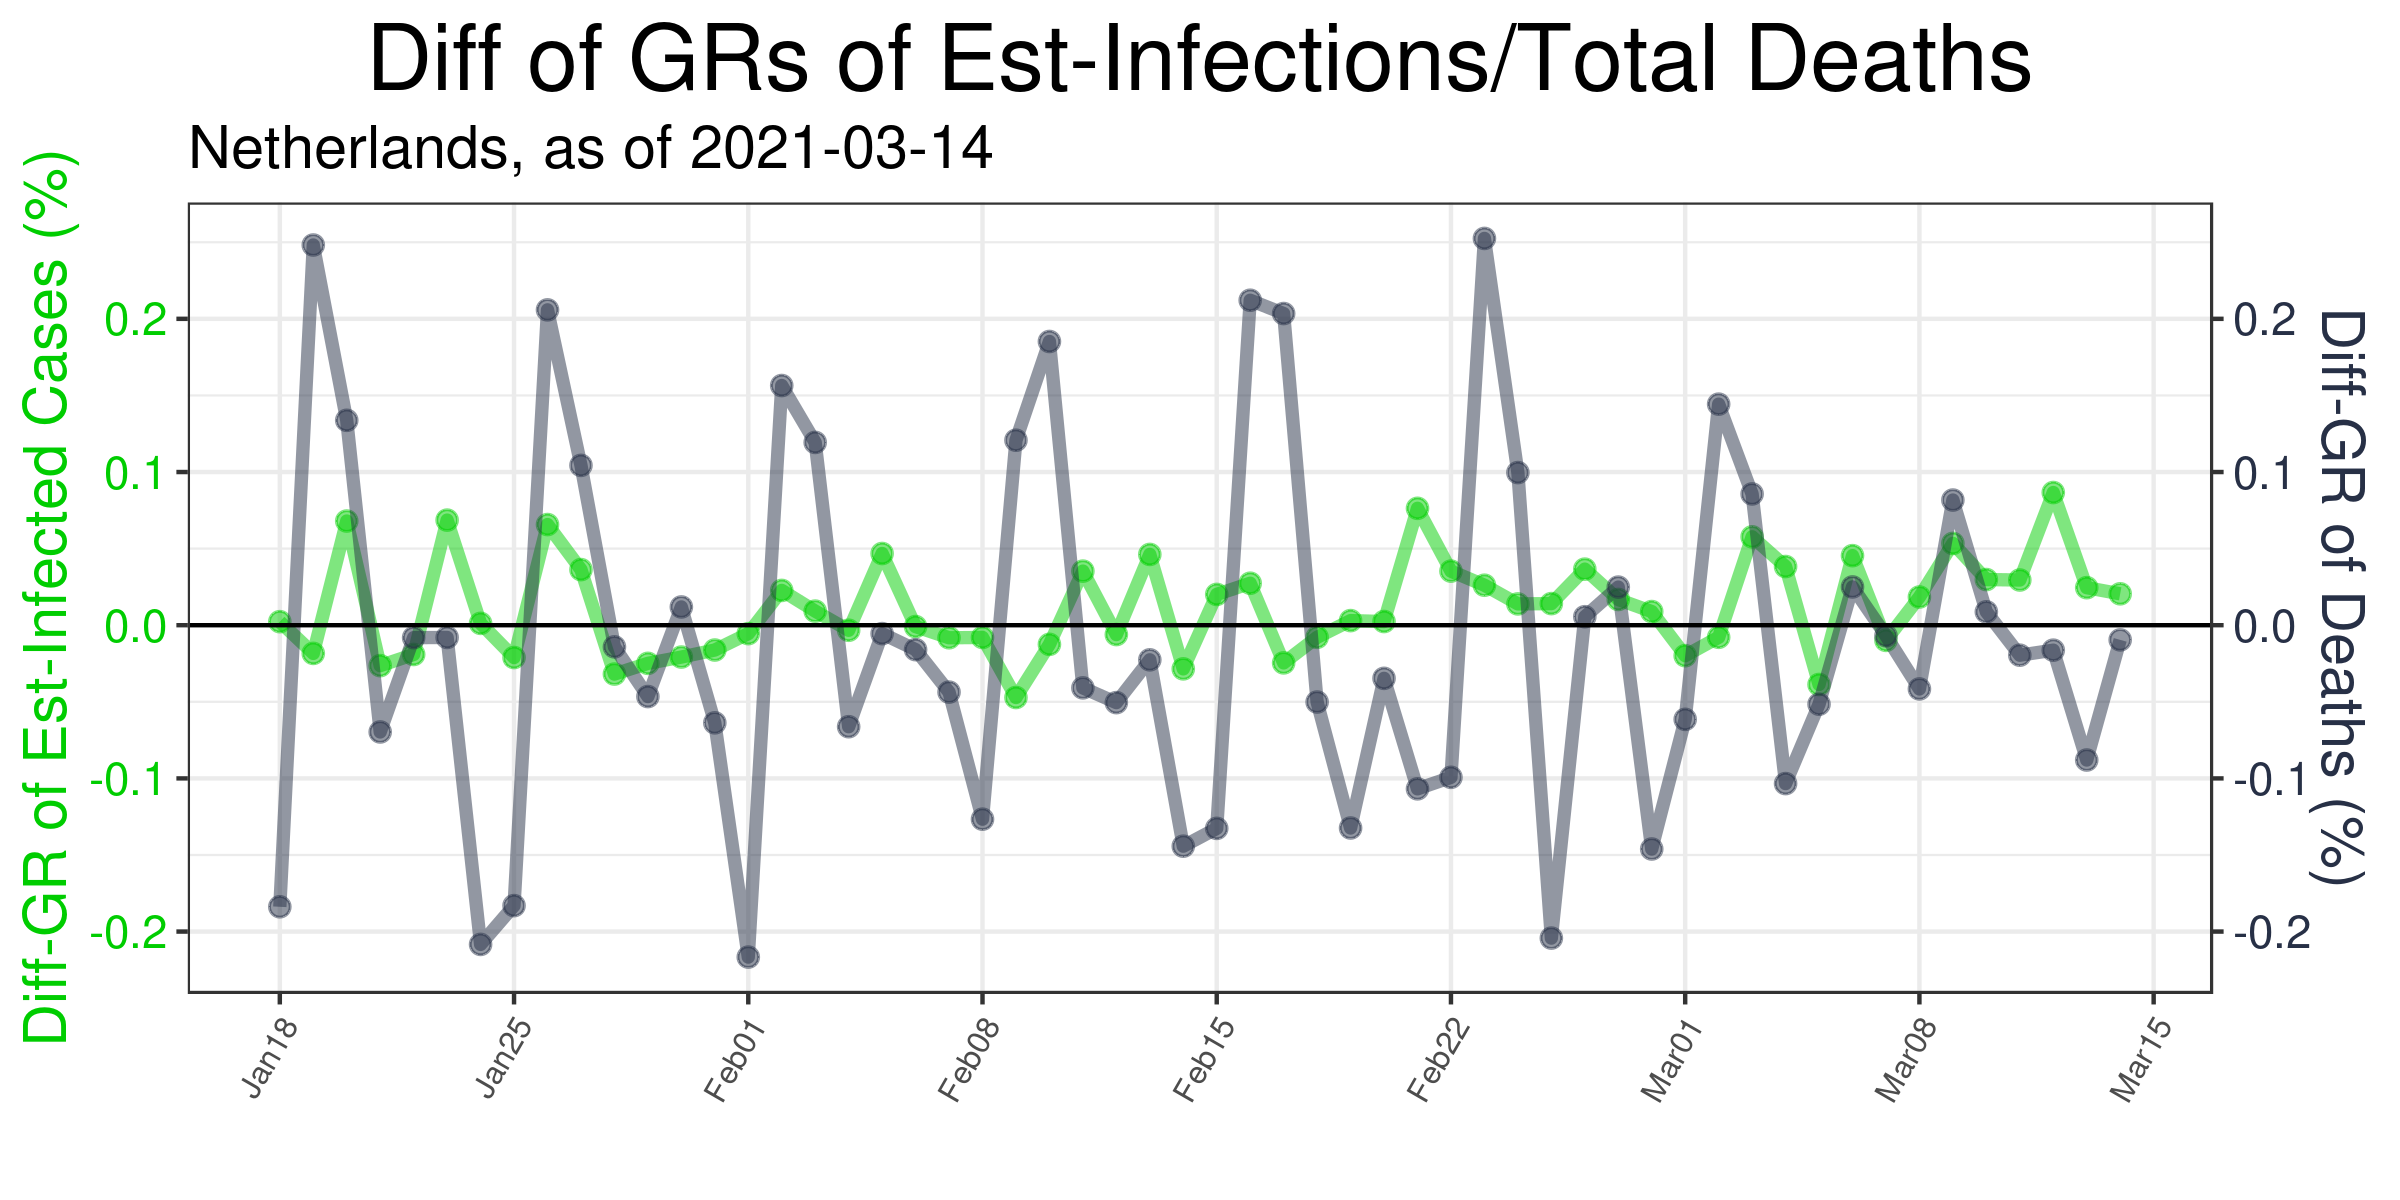 Diff of GRs of Est-Infections/Total Deaths
Netherlands, as of 2021-03-14
Diff-GR of Est-Infected Cases (%)
0.2
0.1
0.0
-0.1
-0.2
0.2
0.1
0.0
-0.1
-0.2
Diff-GR of Deaths (%)
Jan18
Jan25
Feb01
Feb08
Feb15
Feb22
Mar01
Mar08
Mar15